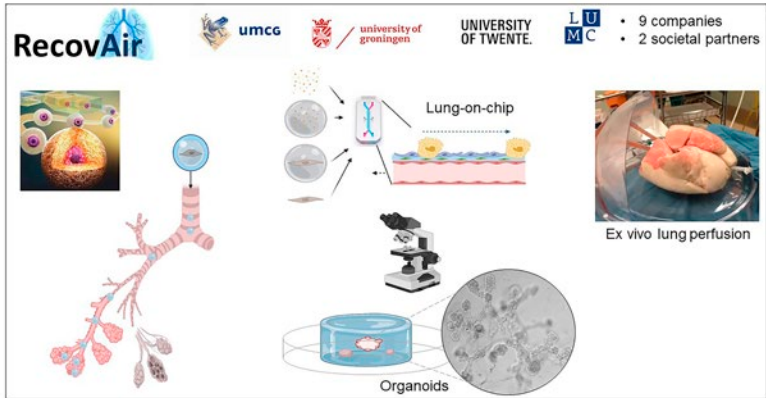 RecovAir
umcg
university of
groningen
UNIVERSITY
OF TWENTE.
L U
M C
• 9 companies
• 2 societal partners
Lung-on-chip
Ex vivo lung perfusion
Organoids